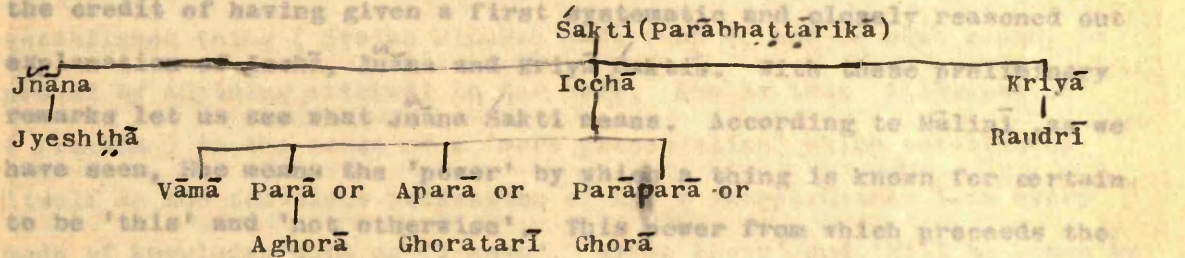 Śakti(Parābhaṭṭārikā)
Jnāna Icchā Kriyā
Jyeshṭhā Raudrī
Vāmā Parā or Aparā or Parāparā or
Aghorā Ghoratarī Ghorā
the credit of having given a first systematic and closely reasoned out
remarks let us see what Jnāna Śakti means. According to Mālinī, as we
have seen, She means the 'power' by which a thing is known for certain
to be 'this' and 'not otherwise'. This power from which proceeds the